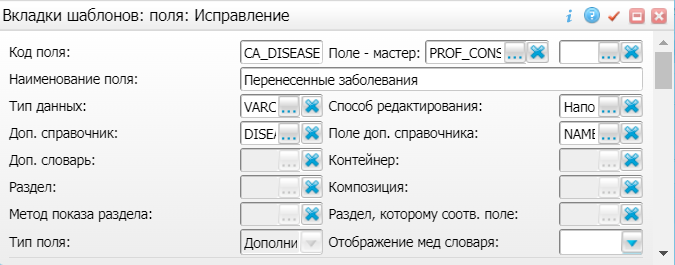 Вкладки шаблонов: поля: Исправление
Код поля: CA_DISEASE Поле - мастер: PROF_CONS ...
Наименование поля: Перенесенные заболевания
Тип данных: VARC ... Способ редактирования: Напо ...
Доп. справочник: DISEA ... Поле доп. справочника: NAME ...
Доп. словарь: ... Контейнер: ...
Раздел: ... Композиция: ...
Метод показа раздела: ... Раздел, которому соотв. поле: ...
Тип поля: Дополни Отображение мед словаря: